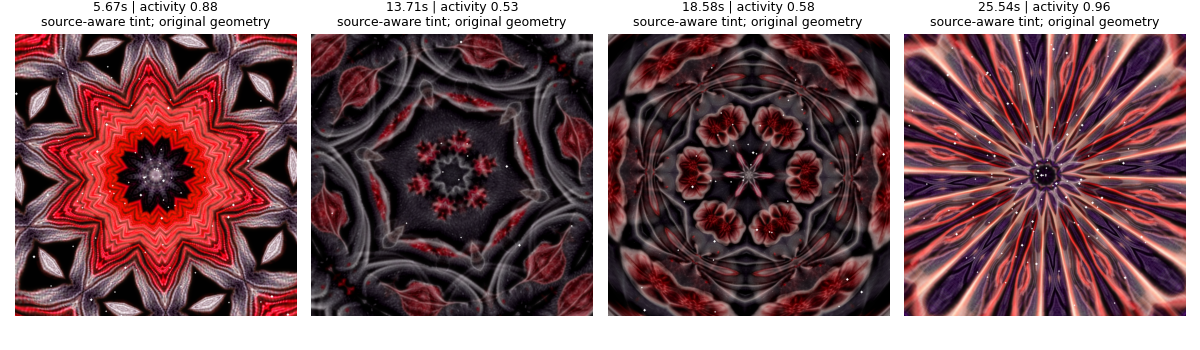 5.67s | activity 0.88
source-aware tint; original geometry
13.71s | activity 0.53
source-aware tint; original geometry
18.58s | activity 0.58
source-aware tint; original geometry
25.54s | activity 0.96
source-aware tint; original geometry